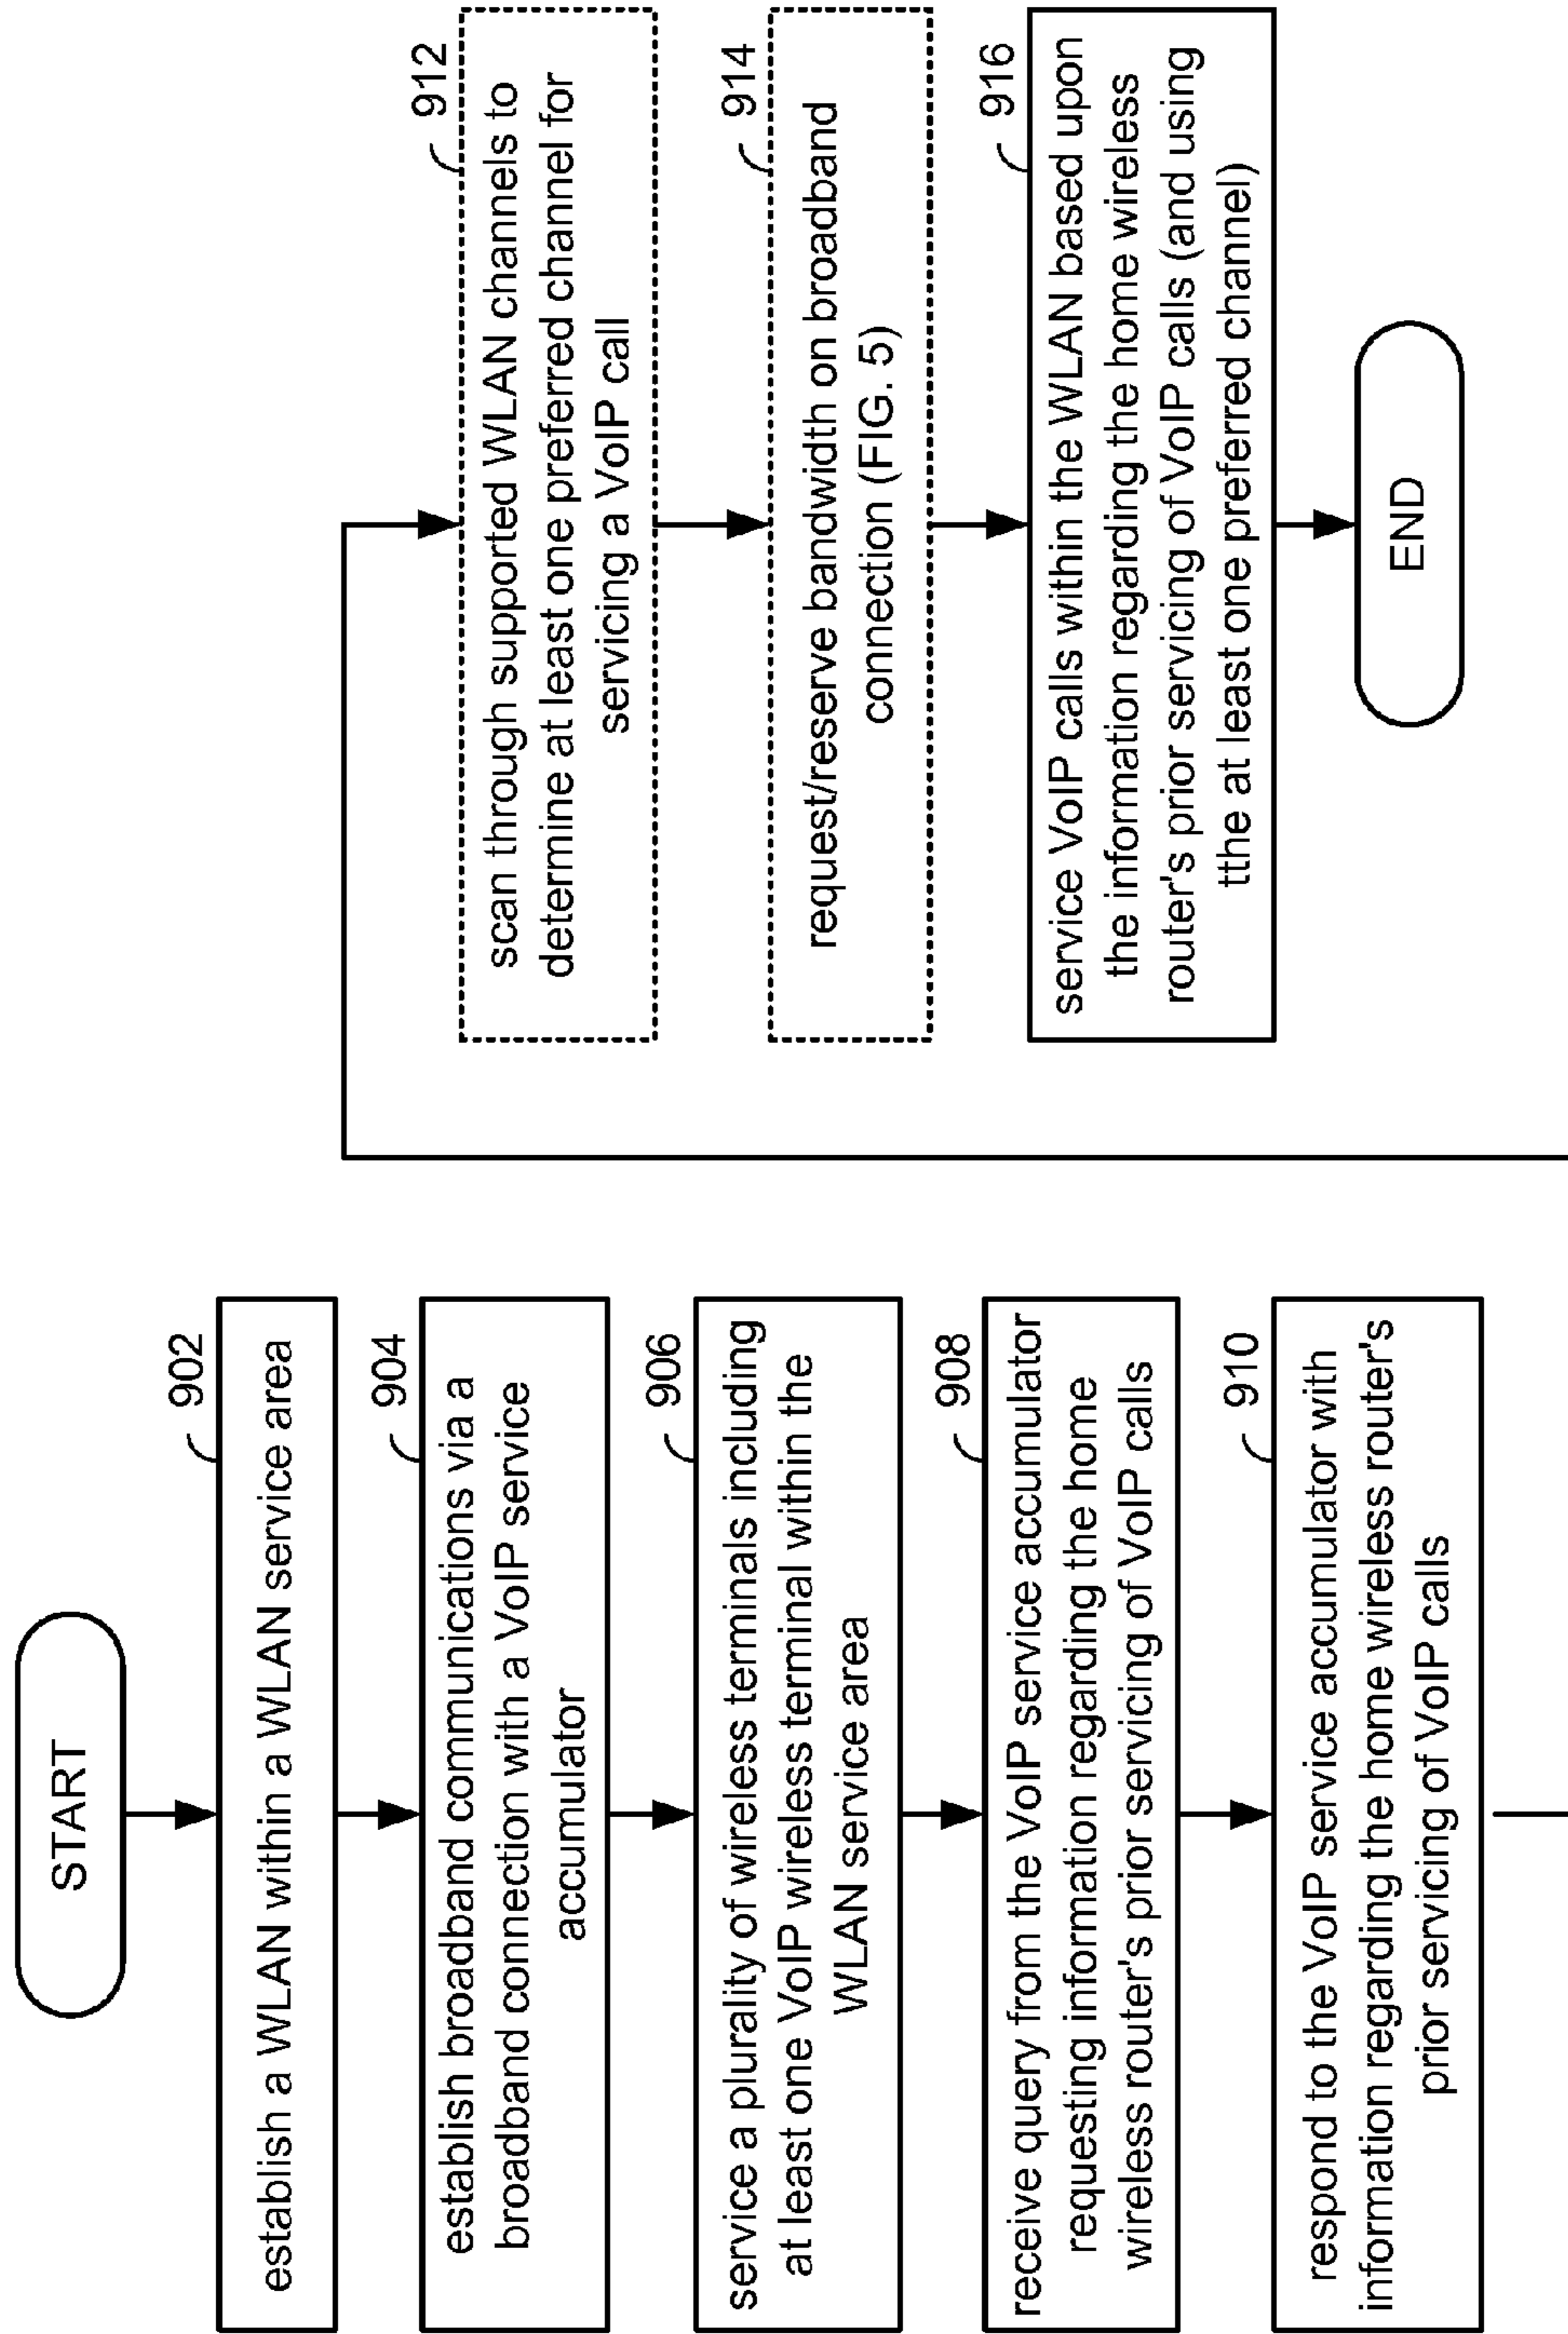 START
902
establish a WLAN within a WLAN service area
904
establish broadband communications via a
broadband connection with a VoIP service
accumulator
906
service a plurality of wireless terminals including
at least one VoIP wireless terminal within the
WLAN service area
908
receive query from the VoIP service accumulator
requesting information regarding the home
wireless router's prior servicing of VoIP calls
910
respond to the VoIP service accumulator with
information regarding the home wireless router's
prior servicing of VoIP calls
912
scan through supported WLAN channels to
determine at least one preferred channel for
servicing a VoIP call
914
request/reserve bandwidth on broadband
connection (FIG. 5)
916
service VoIP calls within the WLAN based upon
the information regarding the home wireless
router's prior servicing of VoIP calls (and using
tthe at least one preferred channel)
END